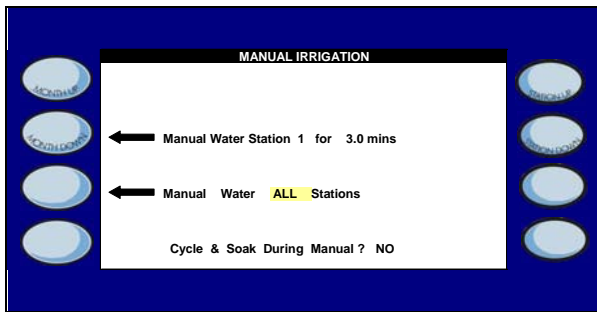 MANUAL IRRIGATION
MONTH UP
STATION UP
MONTH DOWN
Manual Water Station 1 for 3.0 mins
STATION DOWN
Manual Water ALL Stations
Cycle & Soak During Manual ? NO